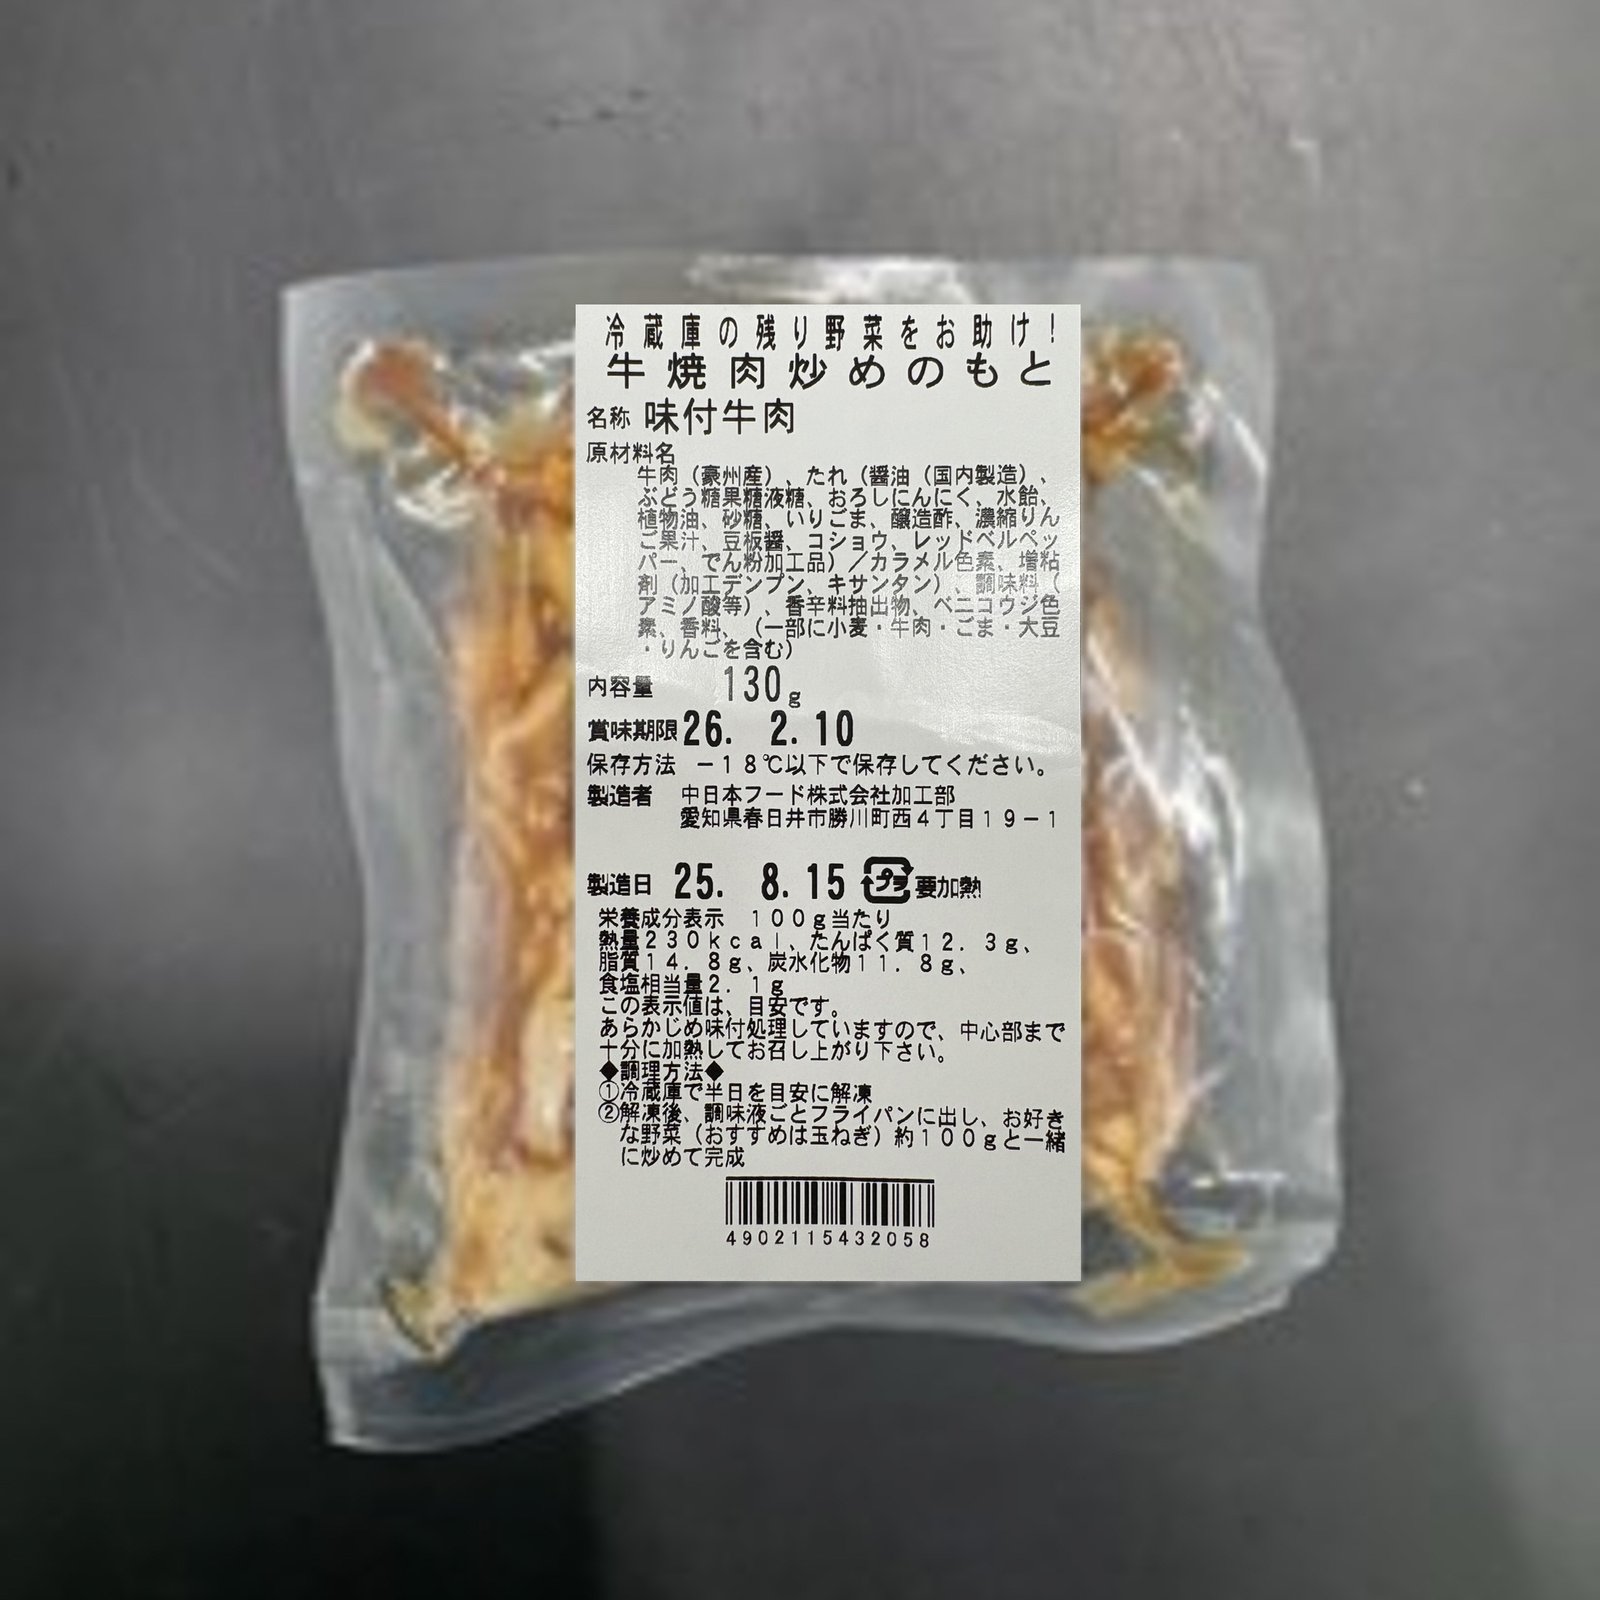 冷蔵庫の残り野菜をお助け!
牛焼肉炒めのもと
名称 味付牛肉
原材料名
牛肉(豪州産)、たれ(醤油(国内製造)、
ぶどう糖果糖液糖、おろしにんにく、水飴、
植物油、砂糖、いりごま、醸造酢、濃縮りん
ご果汁、豆板醤、コショウ、レッドベルペッ
パー、でん粉加工品)/カラメル色素、増粘
剤(加工デンプン、キサンタン)、調味料(
アミノ酸等)、香辛料抽出物、ベニコウジ色
素、香料、(一部に小麦・牛肉・ごま・大豆
・りんごを含む)
内容量 130g
賞味期限 26. 2.10
保存方法 -18℃以下で保存してください。
製造者 中日本フード株式会社加工部
愛知県春日井市勝川町西4丁目19-1
製造日 25. 8.15 プラ 要加熱
栄養成分表示 100g当たり
熱量230kcal、たんぱく質12.3g、
脂質14.8g、炭水化物11.8g、
食塩相当量2.1g
この表示値は、目安です。
あらかじめ味付処理していますので、中心部まで
十分に加熱してお召し上がり下さい。
◆調理方法◆
①冷蔵庫で半日を目安に解凍
②解凍後、調味液ごとフライパンに出し、お好き
な野菜(おすすめは玉ねぎ)約100gと一緒
に炒めて完成
4902115432058